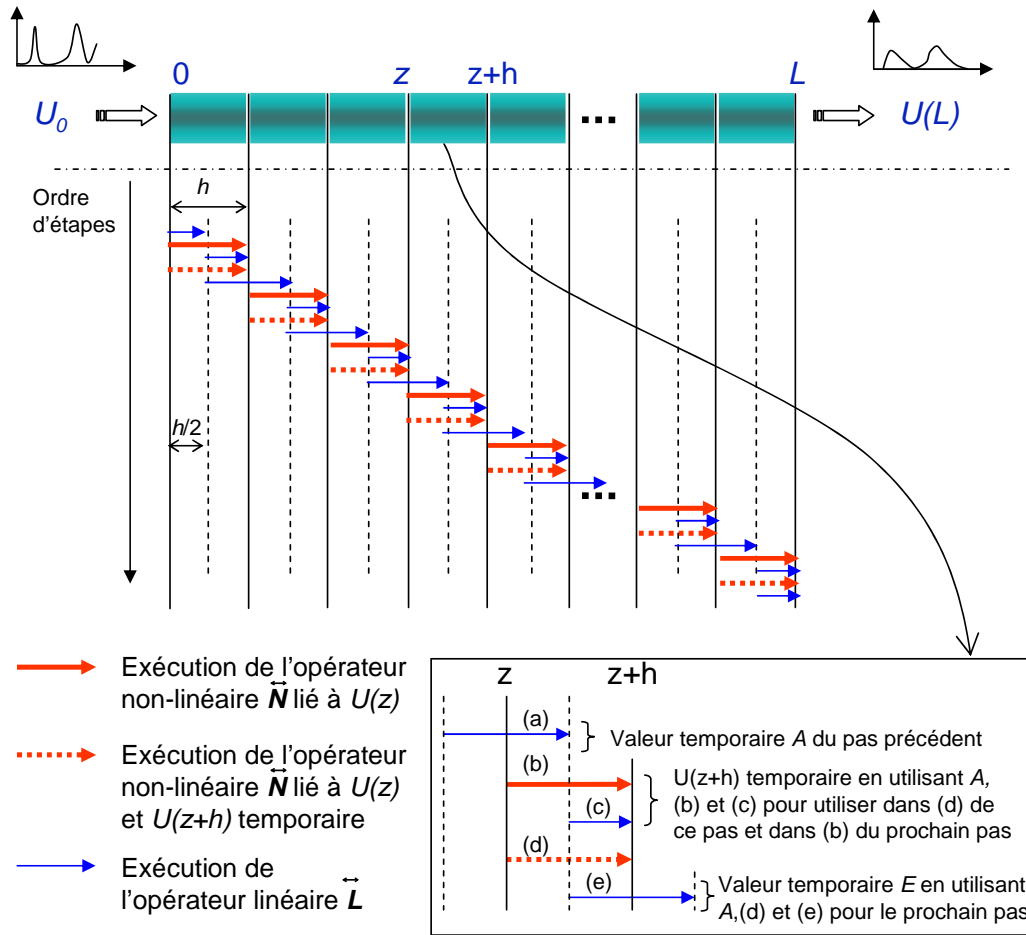 0
z
z+h
L
U0
...
U(L)
Ordre
d'étapes
h
h/2
...
Exécution de l'opérateur
non-linéaire N lié à U(z)
Exécution de l'opérateur
non-linéaire N lié à U(z)
et U(z+h) temporaire
Exécution de
l'opérateur linéaire L
z
z+h
(a)
Valeur temporaire A du pas précédent
(b)
U(z+h) temporaire en utilisant A,
(b) et (c) pour utiliser dans (d) de
ce pas et dans (b) du prochain pas
(c)
(d)
(e)
Valeur temporaire E en utilisant
A,(d) et (e) pour le prochain pas